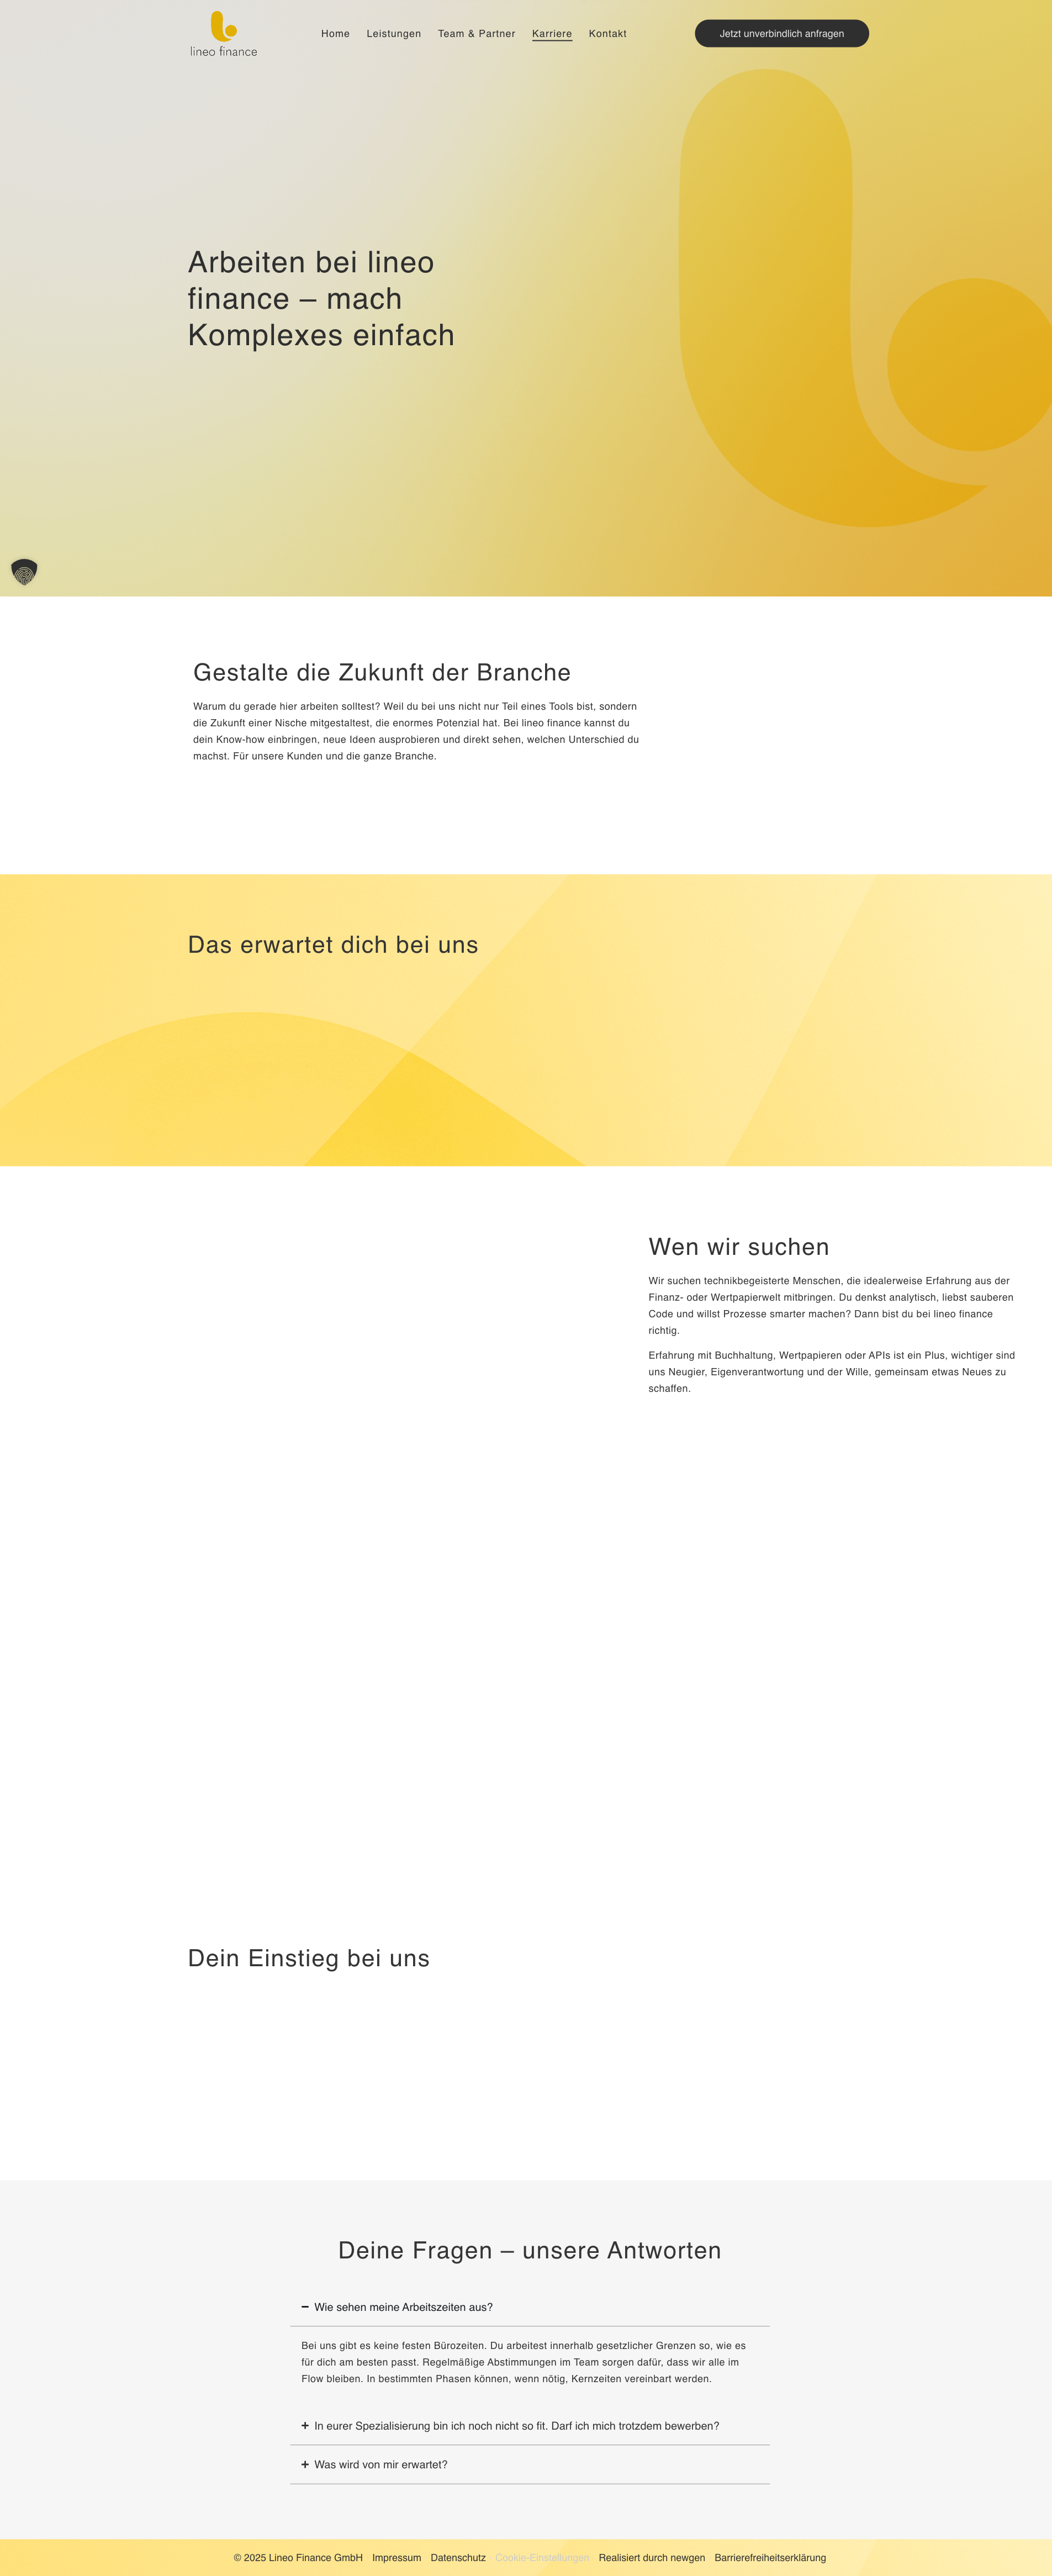 lineo finance
Home Leistungen Team & Partner Karriere Kontakt
Jetzt unverbindlich anfragen
Arbeiten bei lineo
finance – mach
Komplexes einfach
Gestalte die Zukunft der Branche
Warum du gerade hier arbeiten solltest? Weil du bei uns nicht nur Teil eines Tools bist, sondern
die Zukunft einer Nische mitgestaltest, die enormes Potenzial hat. Bei lineo finance kannst du
dein Know-how einbringen, neue Ideen ausprobieren und direkt sehen, welchen Unterschied du
machst. Für unsere Kunden und die ganze Branche.
Das erwartet dich bei uns
Wen wir suchen
Wir suchen technikbegeisterte Menschen, die idealerweise Erfahrung aus der
Finanz- oder Wertpapierwelt mitbringen. Du denkst analytisch, liebst sauberen
Code und willst Prozesse smarter machen? Dann bist du bei lineo finance
richtig.
Erfahrung mit Buchhaltung, Wertpapieren oder APIs ist ein Plus, wichtiger sind
uns Neugier, Eigenverantwortung und der Wille, gemeinsam etwas Neues zu
schaffen.
Dein Einstieg bei uns
Deine Fragen – unsere Antworten
Wie sehen meine Arbeitszeiten aus?
Bei uns gibt es keine festen Bürozeiten. Du arbeitest innerhalb gesetzlicher Grenzen so, wie es
für dich am besten passt. Regelmäßige Abstimmungen im Team sorgen dafür, dass wir alle im
Flow bleiben. In bestimmten Phasen können, wenn nötig, Kernzeiten vereinbart werden.
In eurer Spezialisierung bin ich noch nicht so fit. Darf ich mich trotzdem bewerben?
Was wird von mir erwartet?
© 2025 Lineo Finance GmbH Impressum Datenschutz Cookie-Einstellungen Realisiert durch newgen Barrierefreiheitserklärung